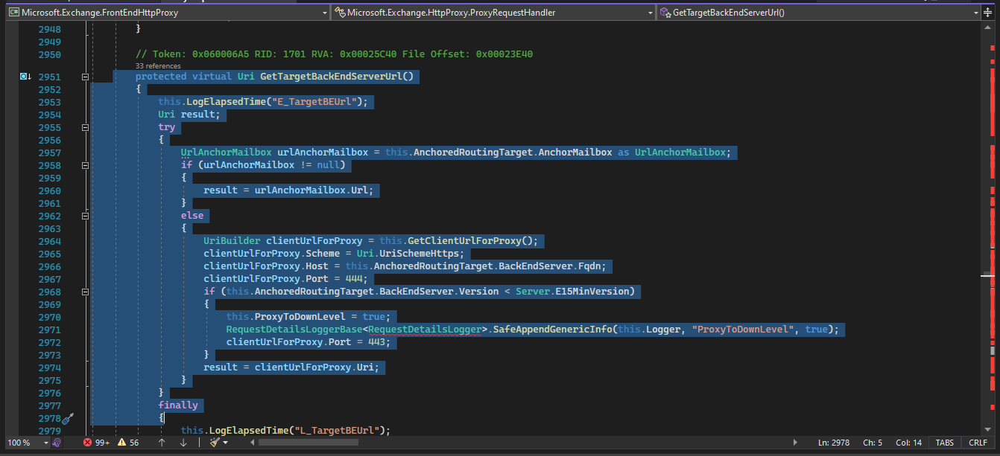 Microsoft.Exchange.FrontEndHttpProxy Microsoft.Exchange.HttpProxy.ProxyRequestHandler GetTargetBackEndServerUrl()
2948 }
2949
2950 // Token: 0x060006A5 RID: 1701 RVA: 0x00025C40 File Offset: 0x00023E40
33 references
2951 protected virtual Uri GetTargetBackEndServerUrl()
2952 {
2953 this.LogElapsedTime("E_TargetBEUrl");
2954 Uri result;
2955 try
2956 {
2957 UrlAnchorMailbox urlAnchorMailbox = this.AnchoredRoutingTarget.AnchorMailbox as UrlAnchorMailbox;
2958 if (urlAnchorMailbox != null)
2959 {
2960 result = urlAnchorMailbox.Url;
2961 }
2962 else
2963 {
2964 UriBuilder clientUrlForProxy = this.GetClientUrlForProxy();
2965 clientUrlForProxy.Scheme = Uri.UriSchemeHttps;
2966 clientUrlForProxy.Host = this.AnchoredRoutingTarget.BackEndServer.Fqdn;
2967 clientUrlForProxy.Port = 444;
2968 if (this.AnchoredRoutingTarget.BackEndServer.Version < Server.E15MinVersion)
2969 {
2970 this.ProxyToDownLevel = true;
2971 RequestDetailsLoggerBase<RequestDetailsLogger>.SafeAppendGenericInfo(this.Logger, "ProxyToDownLevel", true);
2972 clientUrlForProxy.Port = 443;
2973 }
2974 result = clientUrlForProxy.Uri;
2975 }
2976 }
2977 finally
2978 {
2979 this.LogElapsedTime("L_TargetBEUrl");
100 % 99+ 56 Ln: 2978 Ch: 5 Col: 14 TABS CRLF